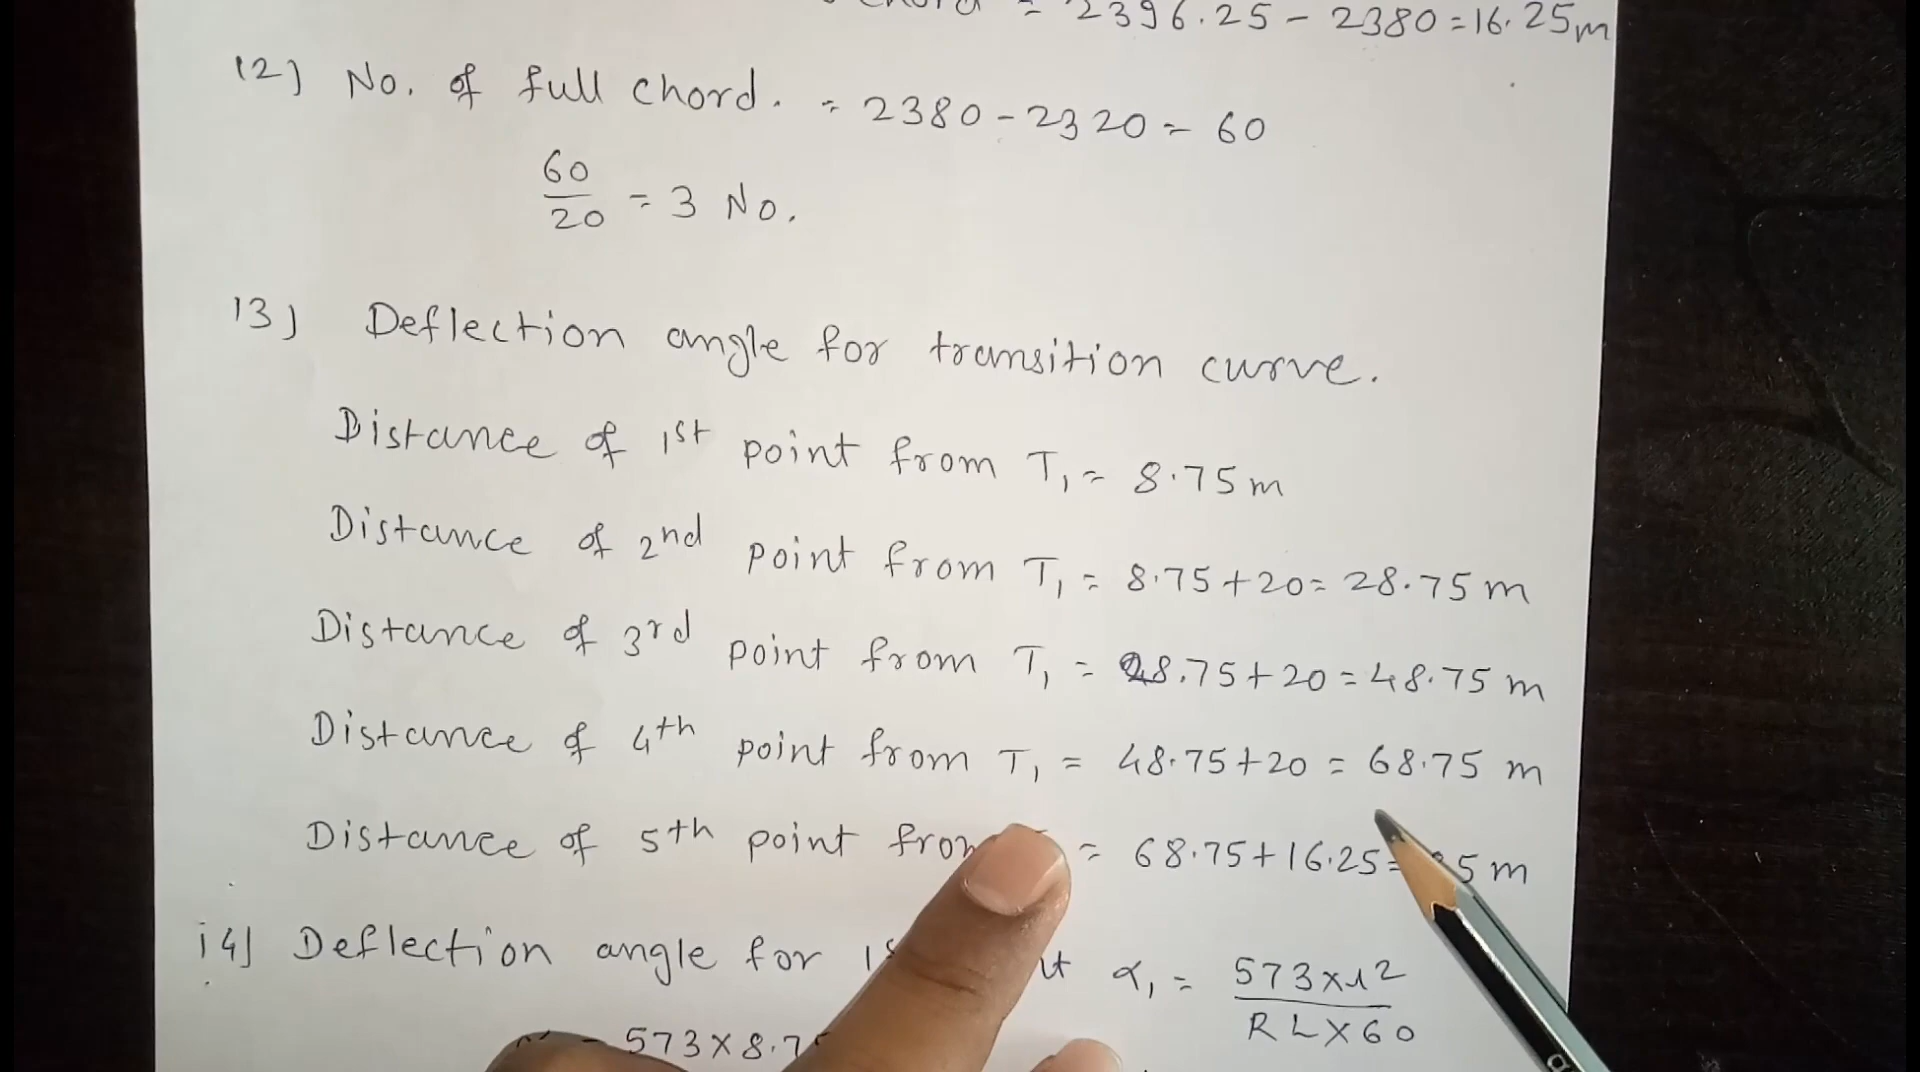 chord = 2396.25 - 2380 = 16.25m
12) No. of full chord. = 2380 - 2320 = 60
60/20 = 3 No.
13) Deflection angle for transition curve.
Distance of 1st point from T1 = 8.75m
Distance of 2nd point from T1 = 8.75+20 = 28.75 m
Distance of 3rd point from T1 = 28.75+20 = 48.75 m
Distance of 4th point from T1 = 48.75+20 = 68.75 m
Distance of 5th point from = 68.75+16.25= 5 m
14) Deflection angle for α1 = 573×λ2 / RL×60
= 573×8.7